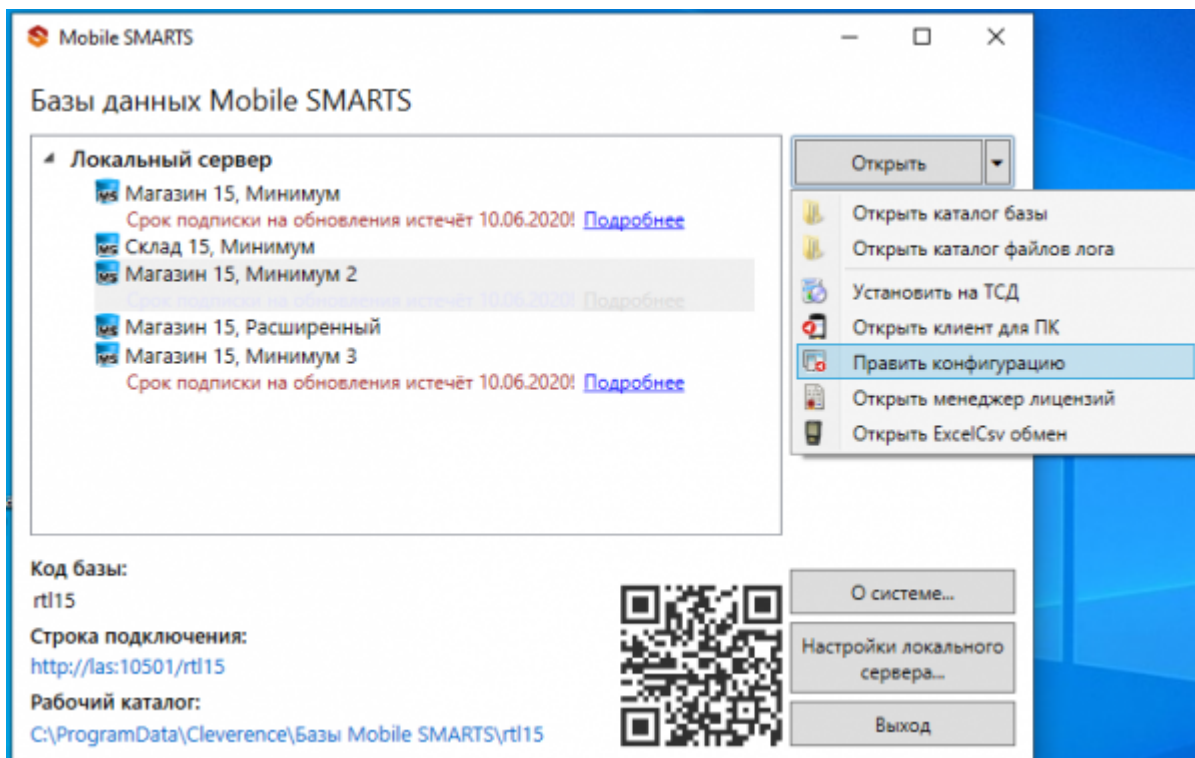 Mobile SMARTS
Базы данных Mobile SMARTS
Локальный сервер
Магазин 15, Минимум
Срок подписки на обновления истечёт 10.06.2020! Подробнее
Склад 15, Минимум
Магазин 15, Минимум 2
Срок подписки на обновления истечёт 10.06.2020! Подробнее
Магазин 15, Расширенный
Магазин 15, Минимум 3
Срок подписки на обновления истечёт 10.06.2020! Подробнее
Открыть
Открыть каталог базы
Открыть каталог файлов лога
Установить на ТСД
Открыть клиент для ПК
Править конфигурацию
Открыть менеджер лицензий
Открыть ExcelCsv обмен
Код базы:
rtl15
Строка подключения:
http://las:10501/rtl15
Рабочий каталог:
C:\ProgramData\Cleverence\Базы Mobile SMARTS\rtl15
О системе...
Настройки локального
сервера...
Выход